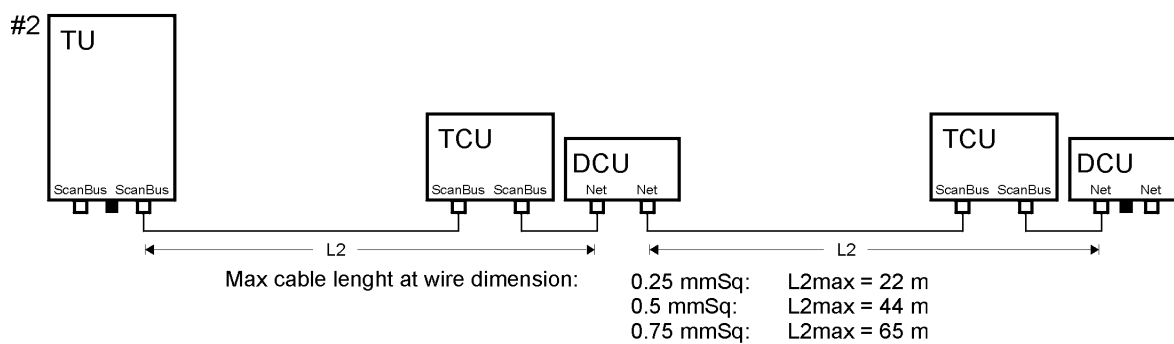 #2
TU
ScanBus ScanBus
TCU
ScanBus ScanBus
DCU
Net Net
TCU
ScanBus ScanBus
DCU
Net Net
L2
L2
Max cable lenght at wire dimension:
0.25 mmSq: L2max = 22 m
0.5 mmSq: L2max = 44 m
0.75 mmSq: L2max = 65 m